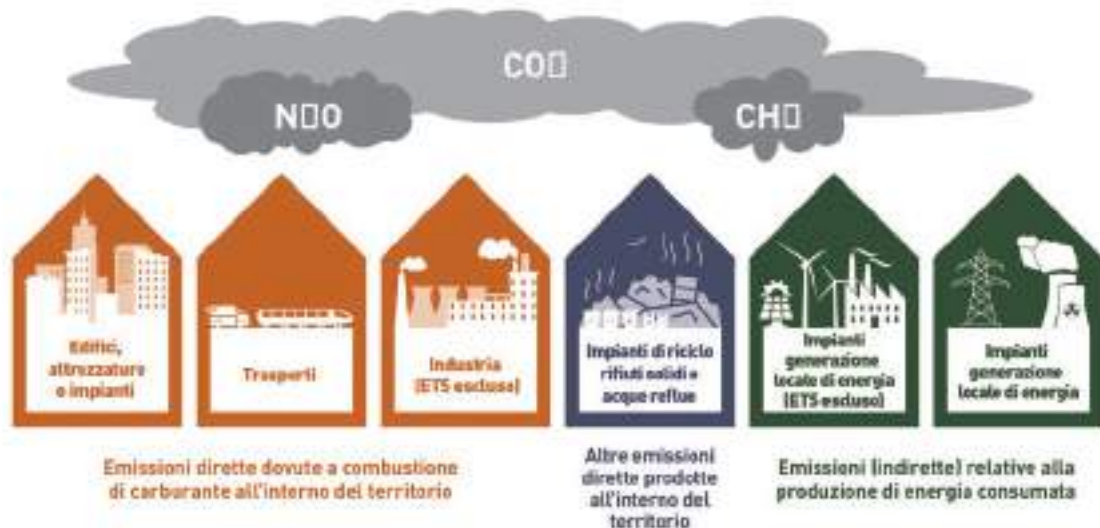 CO▯
N▯O
CH▯
Edifici,
attrezzature
e impianti
Trasporti
Industria
(ETS escluso)
Impianti di riciclo
rifiuti solidi e
acque reflue
Impianti
generazione
locale di energia
(ETS escluso)
Impianti
generazione
locale di energia
Emissioni dirette dovute a combustione
di carburante all'interno del territorio
Altre emissioni
dirette prodotte
all'interno del
territorio
Emissioni (indirette) relative alla
produzione di energia consumata